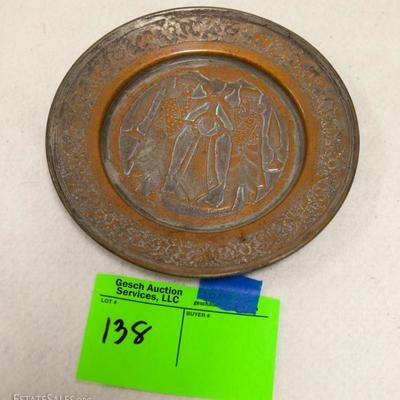 Gesch Auction
Services, LLC
LOT #
BUYER #
138
ESTATESALES.ORG